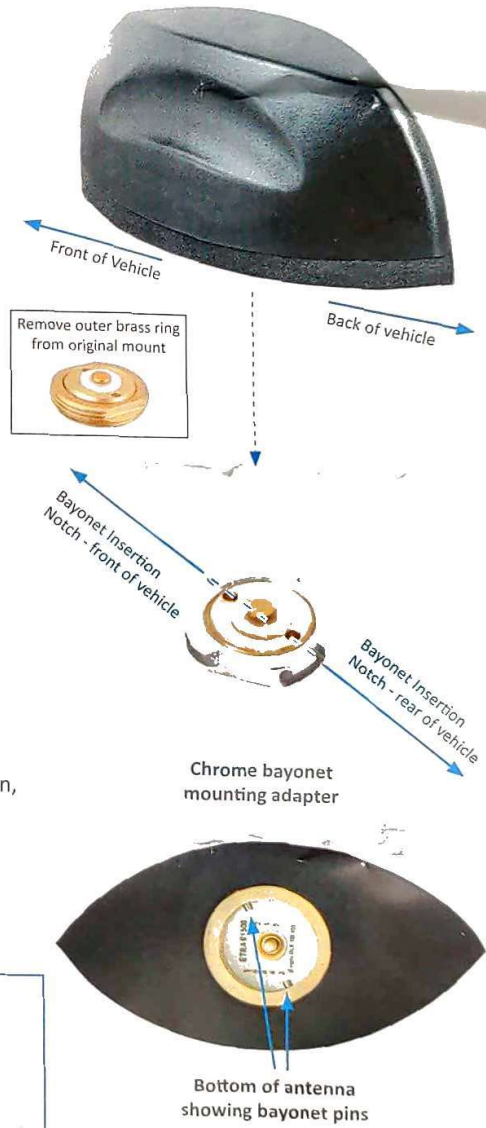 Front of Vehicle
Back of vehicle
Remove outer brass ring
from original mount
Bayonet Insertion
Notch - front of vehicle
Bayonet Insertion
Notch - rear of vehicle
n,
Chrome bayonet
mounting adapter
Bottom of antenna
showing bayonet pins